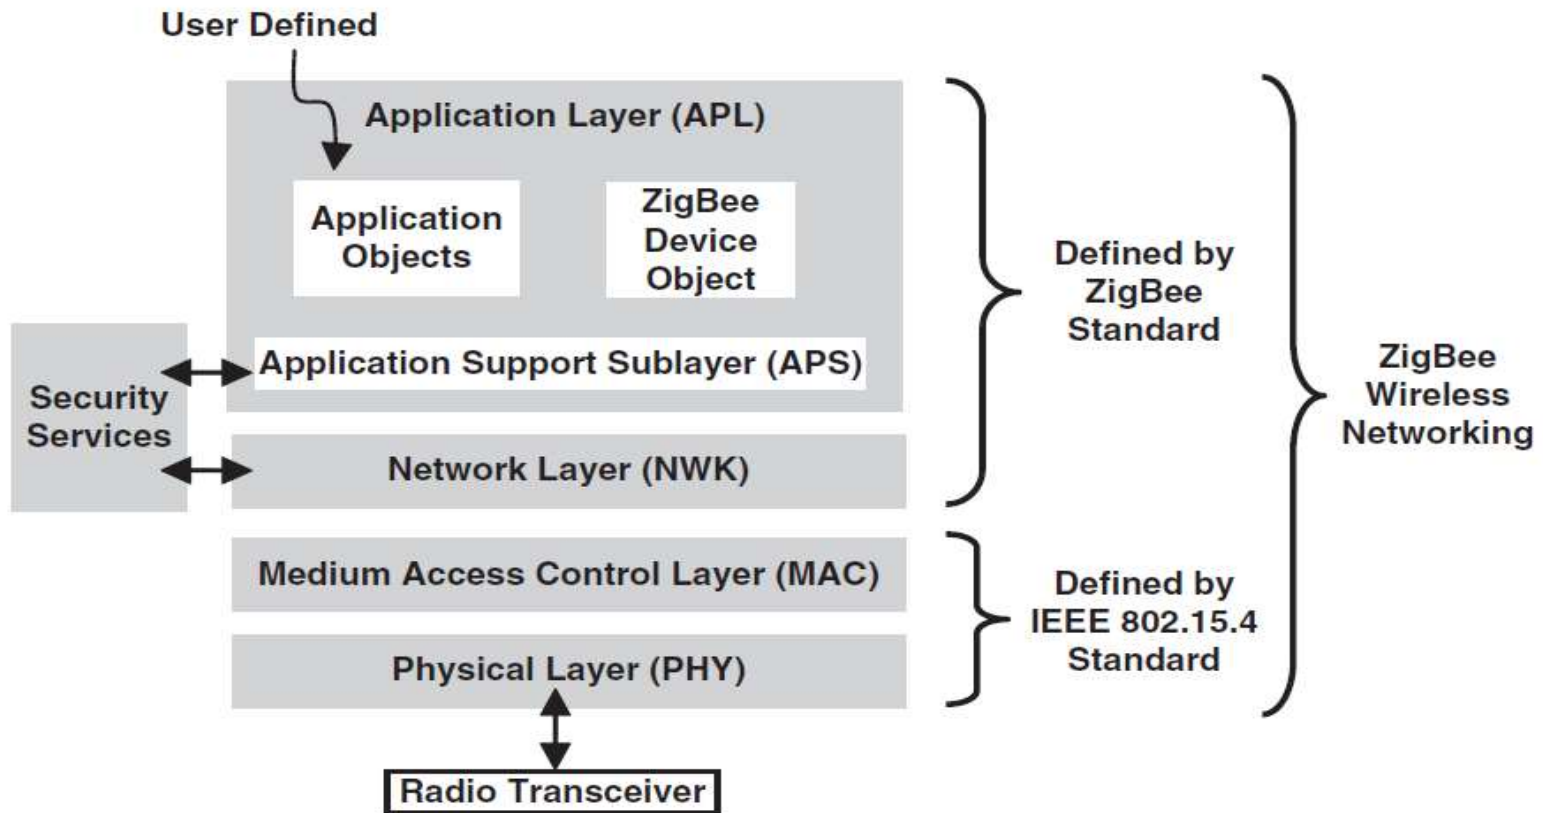 User Defined
Application Layer (APL)
Application
Objects
ZigBee
Device
Object
Application Support Sublayer (APS)
Security
Services
Network Layer (NWK)
Medium Access Control Layer (MAC)
Physical Layer (PHY)
Radio Transceiver
Defined by
ZigBee
Standard
Defined by
IEEE 802.15.4
Standard
ZigBee
Wireless
Networking